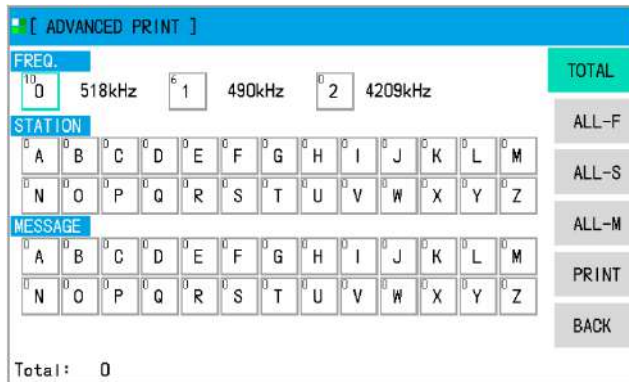 [ ADVANCED PRINT ]
FREQ.
10 0 518kHz 6 1 490kHz 0 2 4209kHz
STATION
0 A 0 B 0 C 0 D 0 E 0 F 0 G 0 H 0 I 0 J 0 K 0 L 0 M
0 N 0 O 0 P 0 Q 0 R 0 S 0 T 0 U 0 V 0 W 0 X 0 Y 0 Z
MESSAGE
0 A 0 B 0 C 0 D 0 E 0 F 0 G 0 H 0 I 0 J 0 K 0 L 0 M
0 N 0 O 0 P 0 Q 0 R 0 S 0 T 0 U 0 V 0 W 0 X 0 Y 0 Z
Total: 0
TOTAL
ALL-F
ALL-S
ALL-M
PRINT
BACK